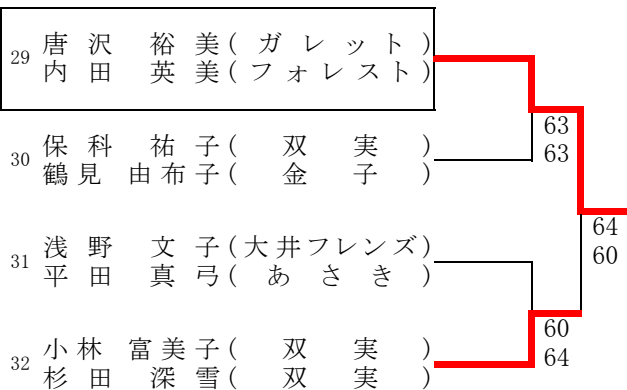 29 唐沢 裕美(ガレット)
内田 英美(フォレスト)
63
63
30 保科 祐子(双実)
鶴見 由布子(金子)
64
60
31 浅野 文子(大井フレンズ)
平田 真弓(あさき)
60
64
32 小林 富美子(双実)
杉田 深雪(双実)